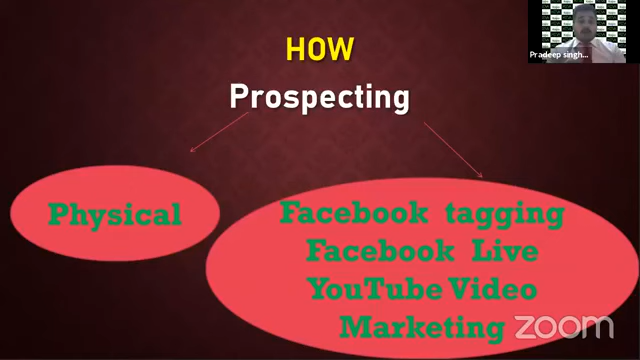 HOW
Pradeep singh...
Prospecting
Physical
Facebook tagging
Facebook Live
YouTube Video
Marketing
zoom